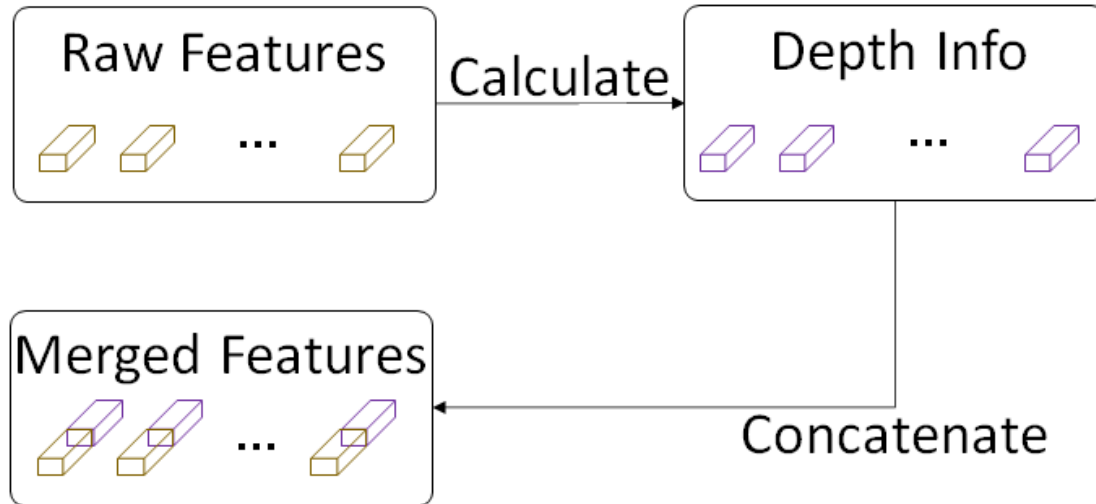 Raw Features
...
Calculate
Depth Info
...
Merged Features
...
Concatenate